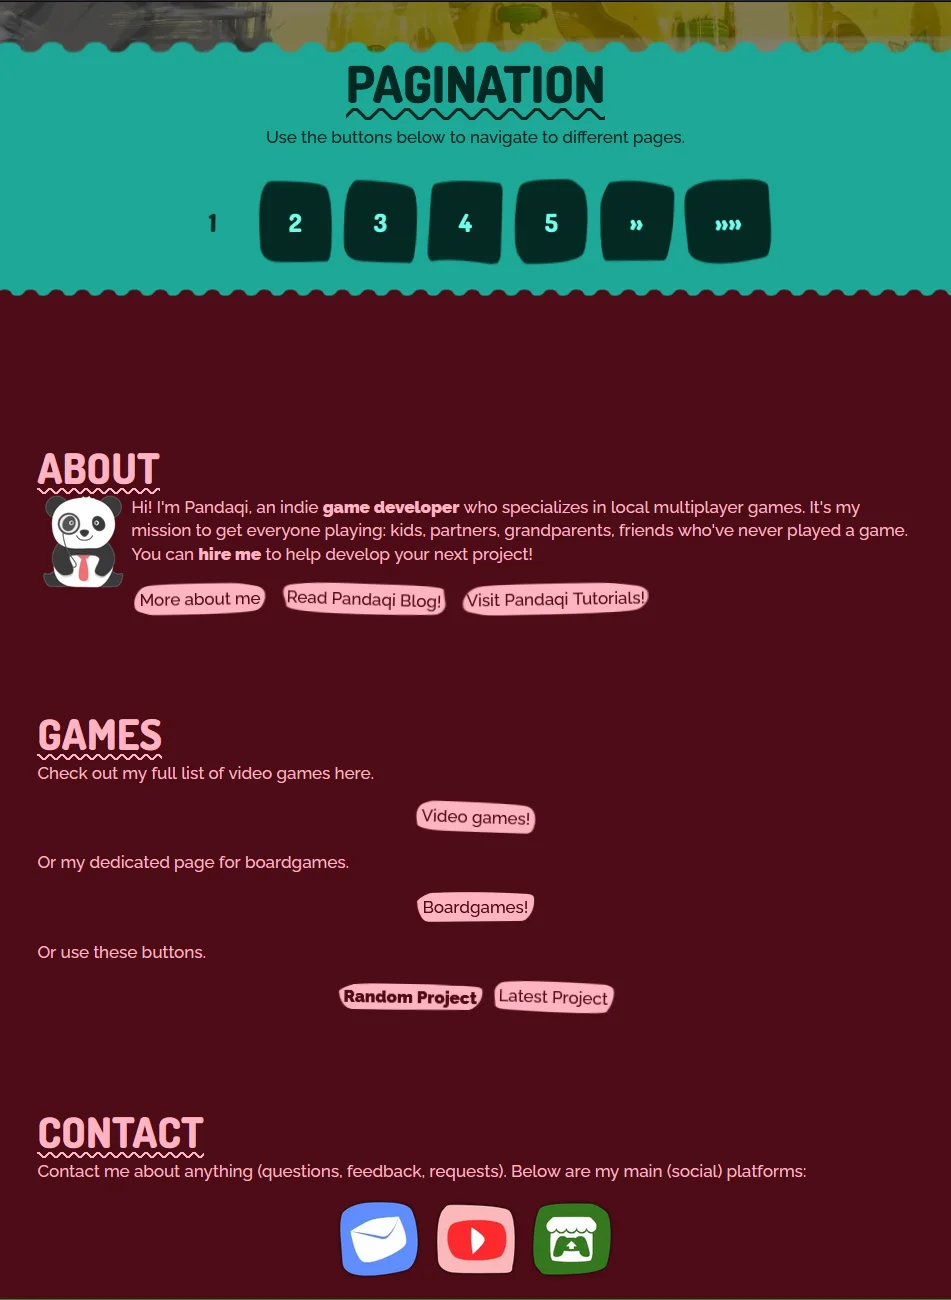 PAGINATION
Use the buttons below to navigate to different pages.
1 2 3 4 5 » »»
ABOUT
Hi! I'm Pandaqi, an indie game developer who specializes in local multiplayer games. It's my
mission to get everyone playing: kids, partners, grandparents, friends who've never played a game.
You can hire me to help develop your next project!
More about me Read Pandaqi Blog! Visit Pandaqi Tutorials!
GAMES
Check out my full list of video games here.
Video games!
Or my dedicated page for boardgames.
Boardgames!
Or use these buttons.
Random Project Latest Project
CONTACT
Contact me about anything (questions, feedback, requests). Below are my main (social) platforms: